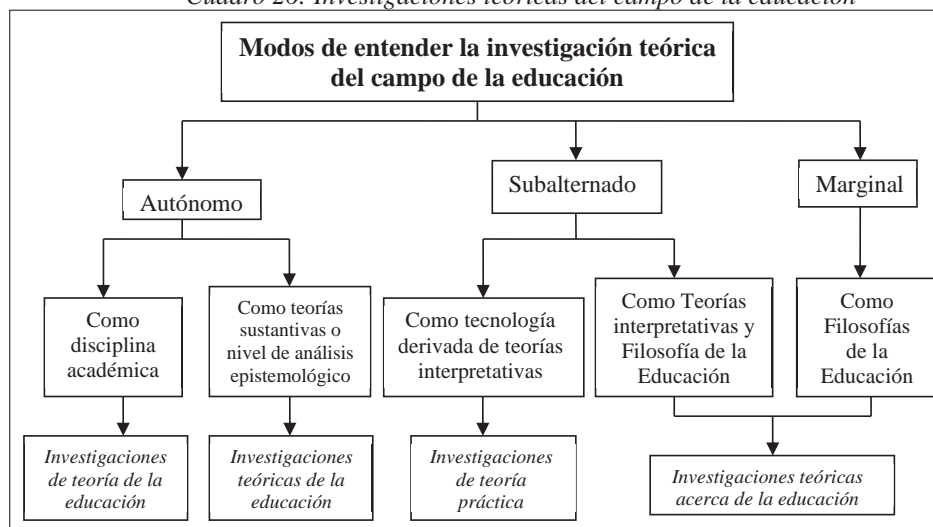 Cuadro 26: Investigaciones teóricas del campo de la educación
Modos de entender la investigación teórica
del campo de la educación
Autónomo
Subalternado
Marginal
Como
disciplina
académica
Como teorías
sustantivas o
nivel de análisis
epistemológico
Como tecnología
derivada de teorías
interpretativas
Como Teorías
interpretativas y
Filosofía de la
Educación
Como
Filosofías
de la
Educación
Investigaciones
de teoría de la
educación
Investigaciones
teóricas de la
educación
Investigaciones
de teoría
práctica
Investigaciones teóricas
acerca de la educación